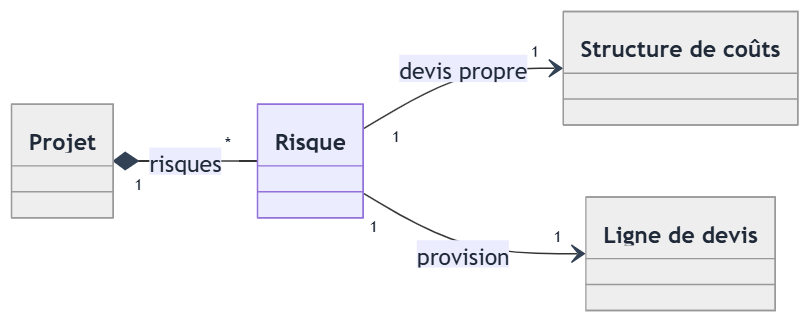 Projet
1
risques
*
Risque
1
devis propre
1
Structure de coûts
1
provision
1
Ligne de devis